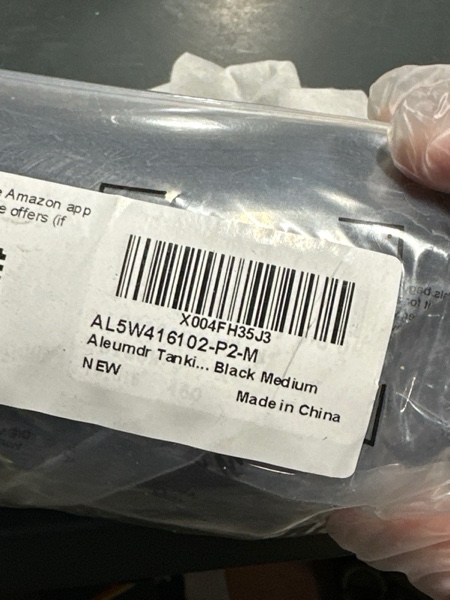 Amazon app
e offers (if
X004FH35J3
AL5W416102-P2-M
Aleumdr Tanki... Black Medium
NEW
Made in China